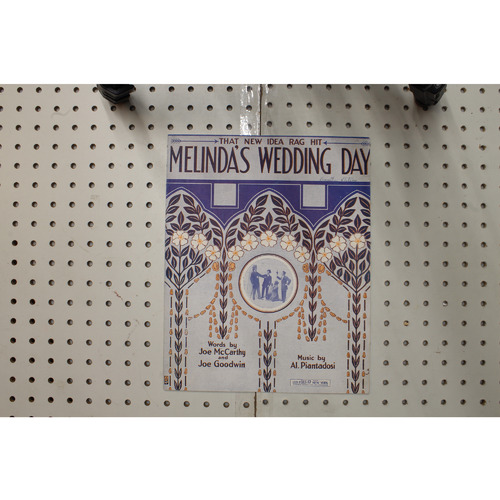 THAT NEW IDEA RAG HIT
MELINDA'S WEDDING DAY
Words by
Joe McCarthy
and
Joe Goodwin
Music by
Al. Piantadosi